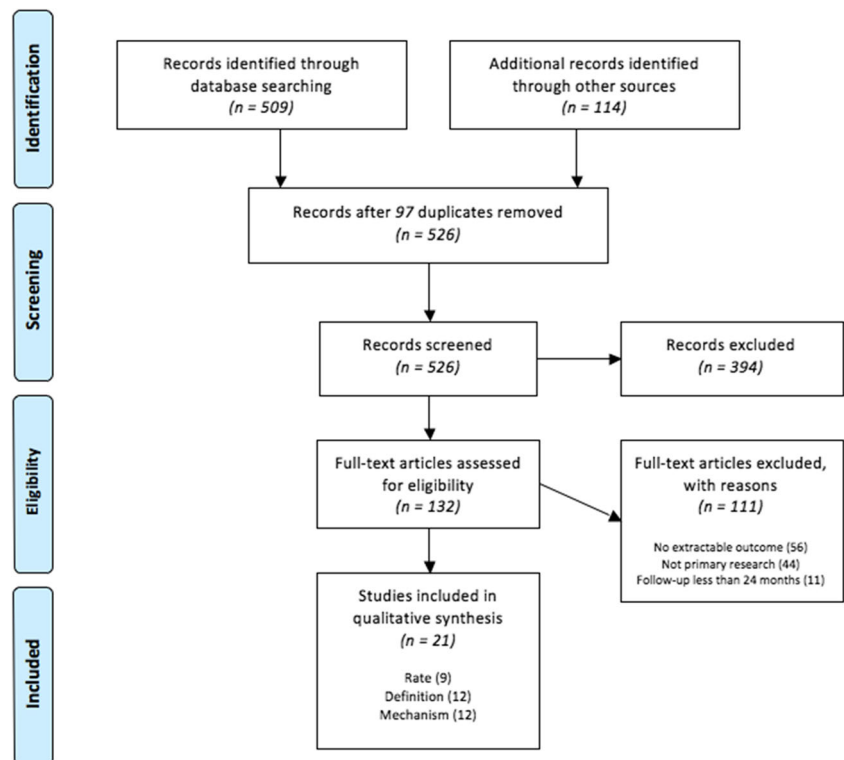 Identification
Records identified through
database searching
(n = 509)
Additional records identified
through other sources
(n = 114)
Records after 97 duplicates removed
(n = 526)
Screening
Records screened
(n = 526)
Records excluded
(n = 394)
Eligibility
Full-text articles assessed
for eligibility
(n = 132)
Full-text articles excluded,
with reasons
(n = 111)
No extractable outcome (56)
Not primary research (44)
Follow-up less than 24 months (11)
Included
Studies included in
qualitative synthesis
(n = 21)
Rate (9)
Definition (12)
Mechanism (12)